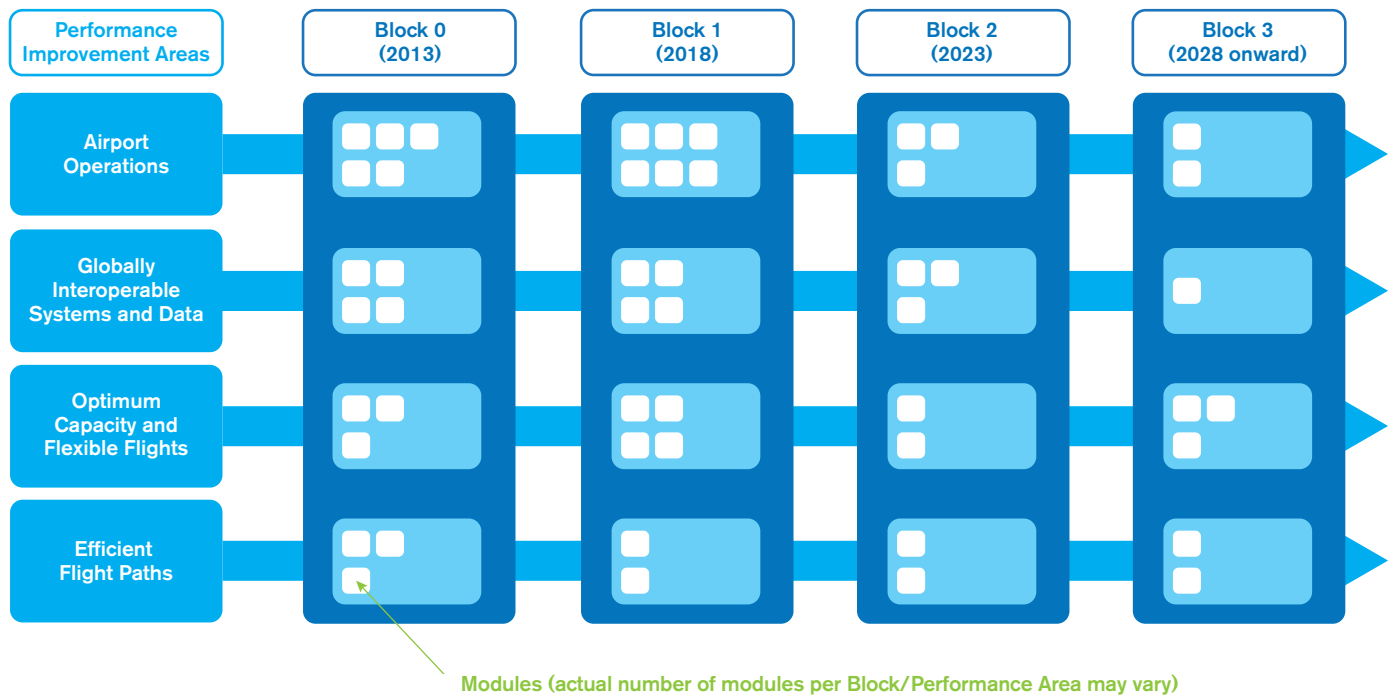 Performance
Improvement Areas
Block 0
(2013)
Block 1
(2018)
Block 2
(2023)
Block 3
(2028 onward)
Airport
Operations
Globally
Interoperable
Systems and Data
Optimum
Capacity and
Flexible Flights
Efficient
Flight Paths
Modules (actual number of modules per Block/Performance Area may vary)